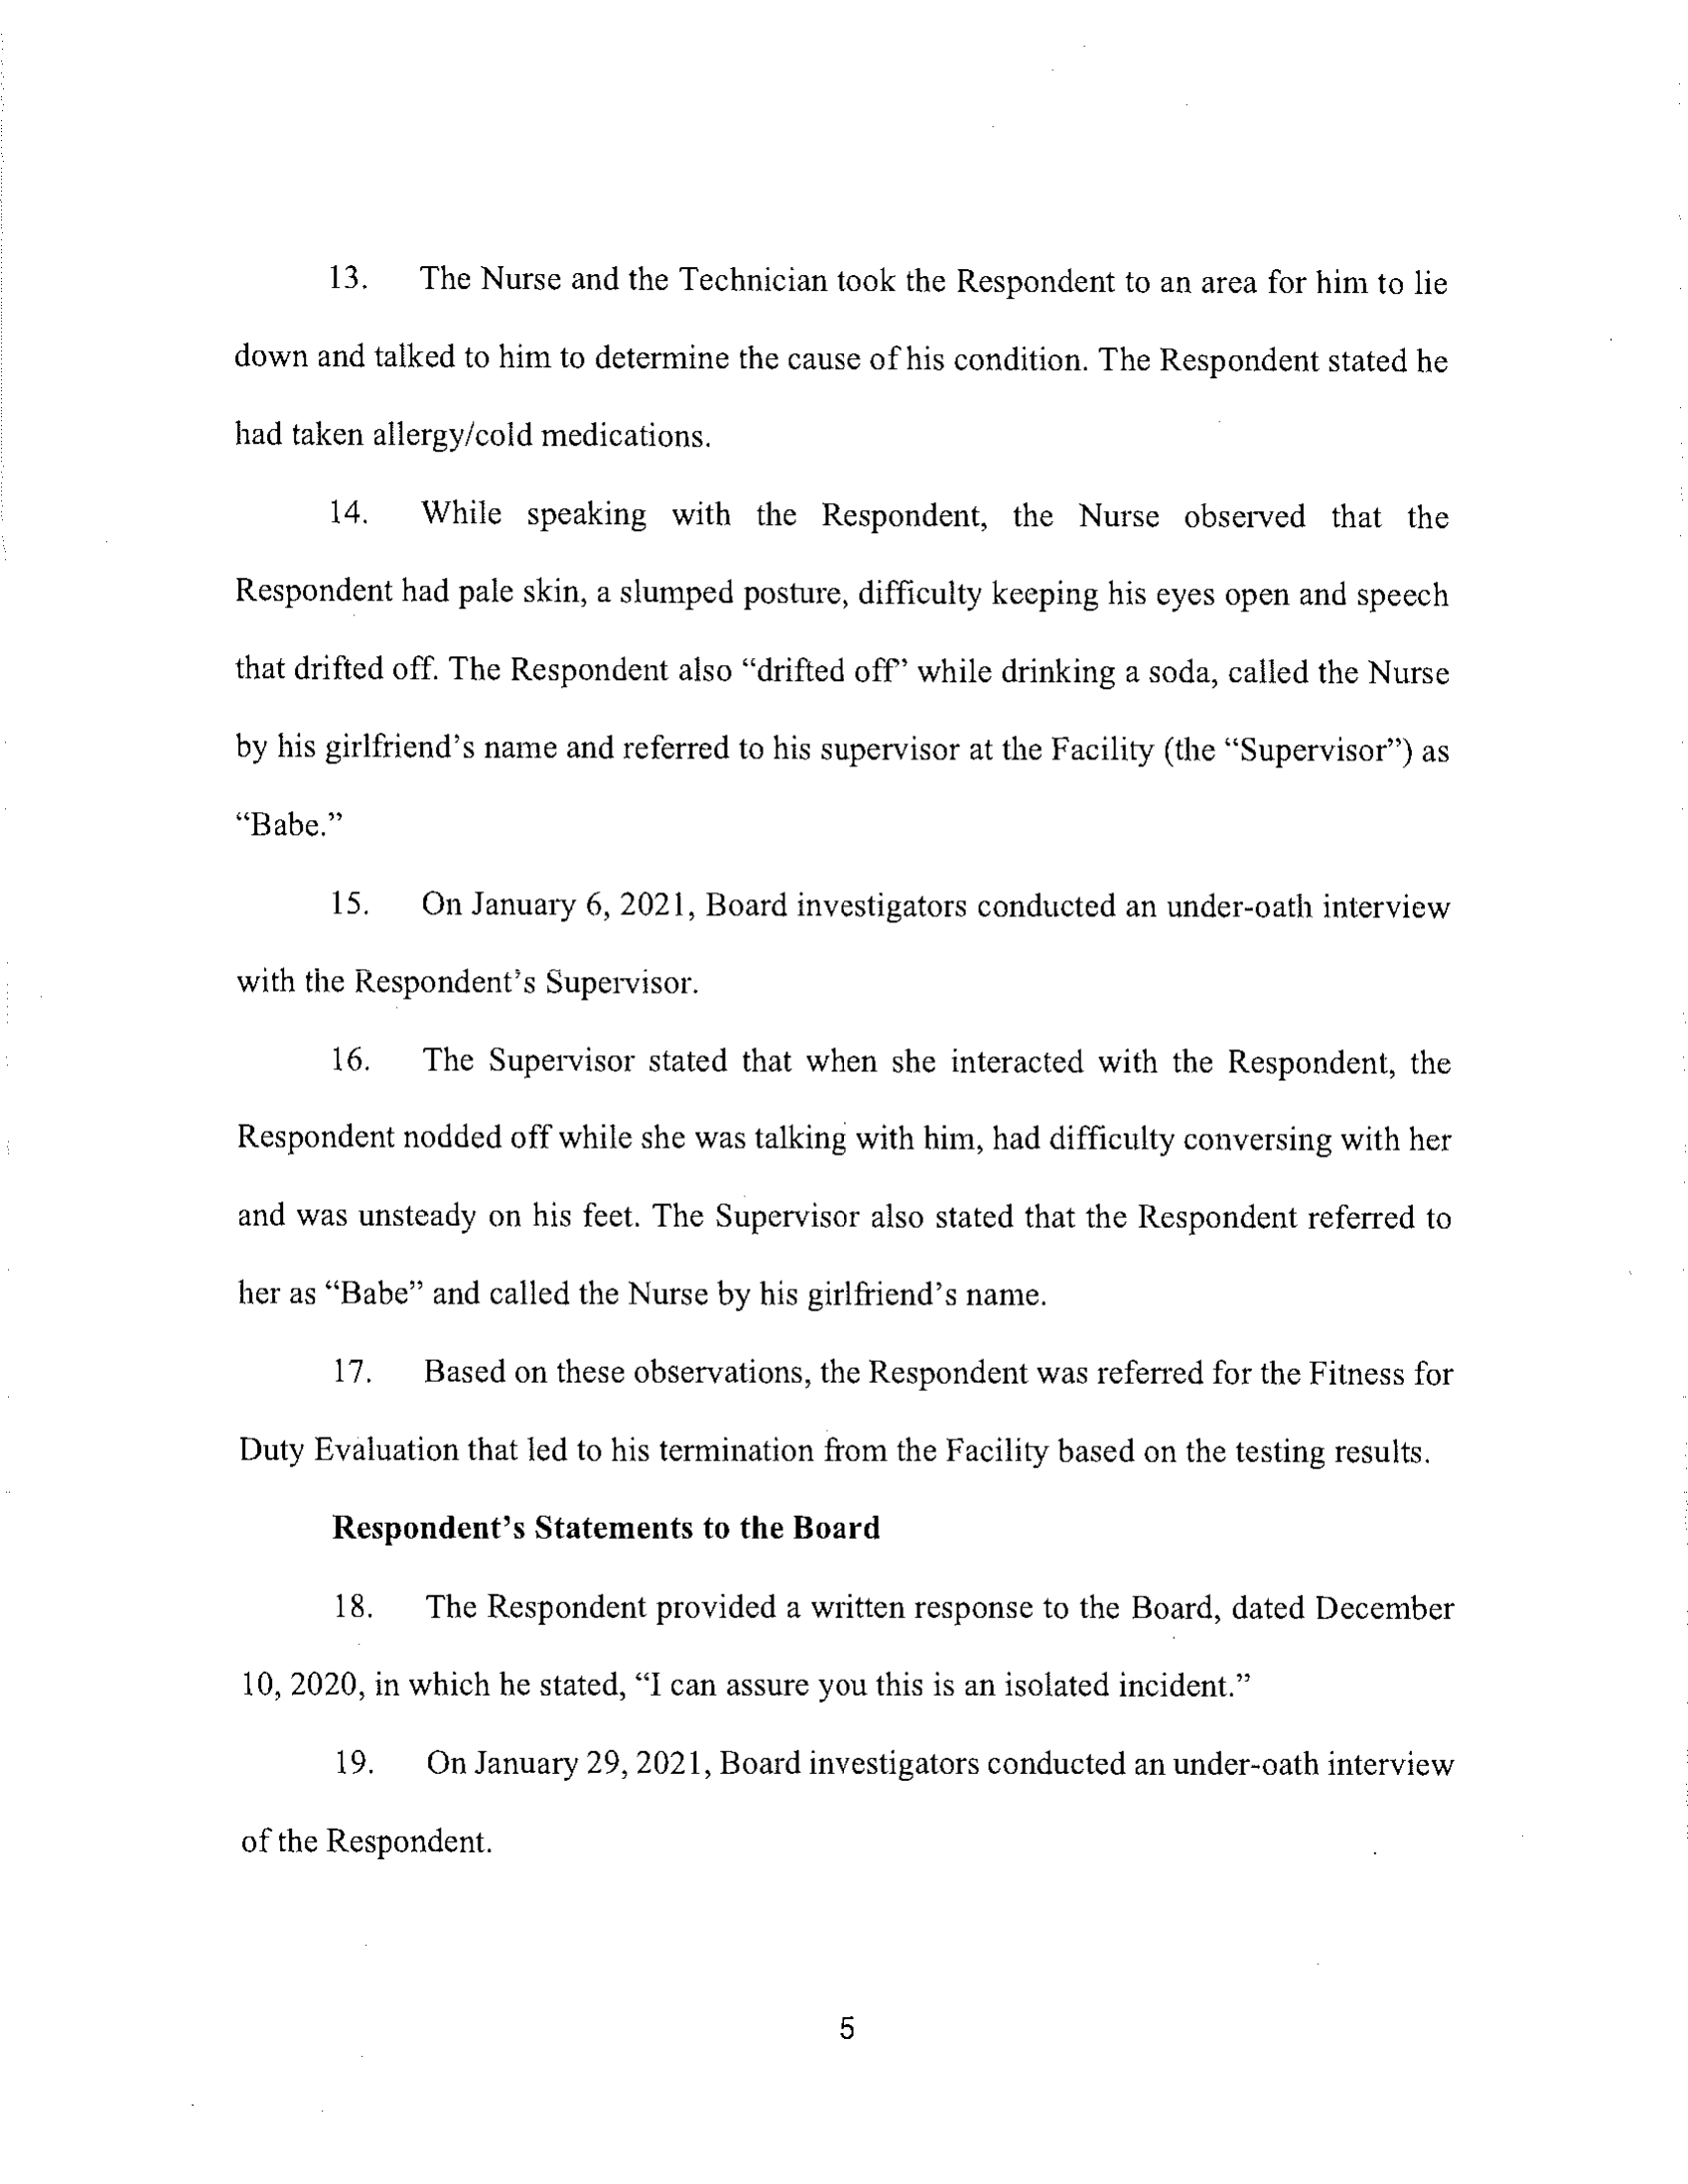 13. The Nurse and the Technician took the Respondent to an area for him to lie
down and talked to him to determine the cause of his condition. The Respondent stated he
had taken allergy/cold medications.
14. While speaking with the Respondent, the Nurse observed that the
Respondent had pale skin, a slumped posture, difficulty keeping his eyes open and speech
that drifted off. The Respondent also “drifted off” while drinking a soda, called the Nurse
by his girlfriend’s name and referred to his supervisor at the Facility (the “Supervisor”) as
“Babe.”
15. On January 6, 2021, Board investigators conducted an under-oath interview
with the Respondent’s Supervisor.
16. The Supervisor stated that when she interacted with the Respondent, the
Respondent nodded off while she was talking with him, had difficulty conversing with her
and was unsteady on his feet. The Supervisor also stated that the Respondent referred to
her as “Babe” and called the Nurse by his girlfriend’s name.
17. Based on these observations, the Respondent was referred for the Fitness for
Duty Evaluation that led to his termination from the Facility based on the testing results.
Respondent’s Statements to the Board
18. The Respondent provided a written response to the Board, dated December
10, 2020, in which he stated, “I can assure you this is an isolated incident.”
19. On January 29, 2021, Board investigators conducted an under-oath interview
of the Respondent.
5